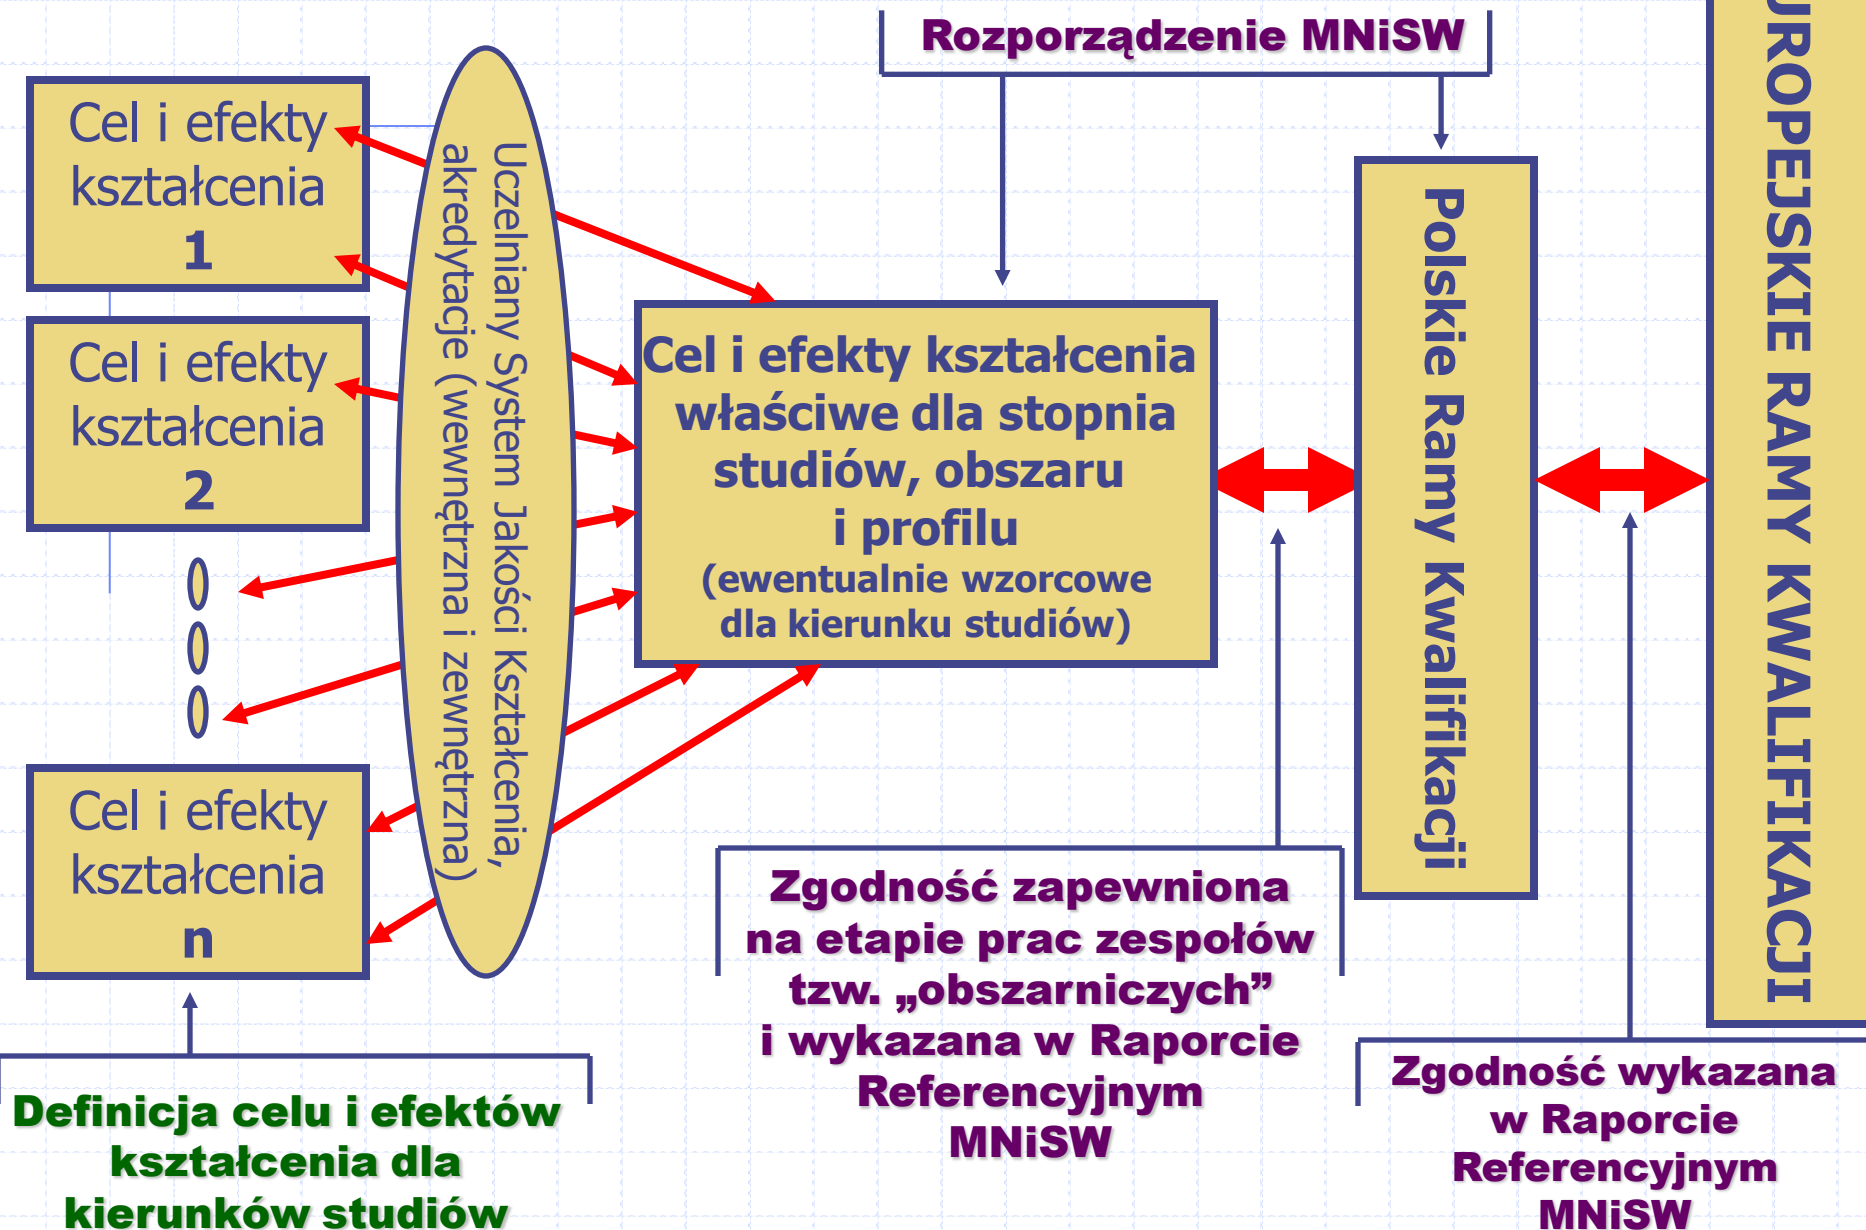 Rozporządzenie MNiSW
Cel i efekty
kształcenia
1
Cel i efekty
kształcenia
2
Cel i efekty
kształcenia
n
Uczelniany System Jakości Kształcenia,
akredytacje (wewnętrzna i zewnętrzna)
Cel i efekty kształcenia
właściwe dla stopnia
studiów, obszaru
i profilu
(ewentualnie wzorcowe
dla kierunku studiów)
Polskie Ramy Kwalifikacji
UROPEJSKIE RAMY KWALIFIKACJI
Definicja celu i efektów
kształcenia dla
kierunków studiów
Zgodność zapewniona
na etapie prac zespołów
tzw. „obszarniczych”
i wykazana w Raporcie
Referencyjnym
MNiSW
Zgodność wykazana
w Raporcie
Referencyjnym
MNiSW